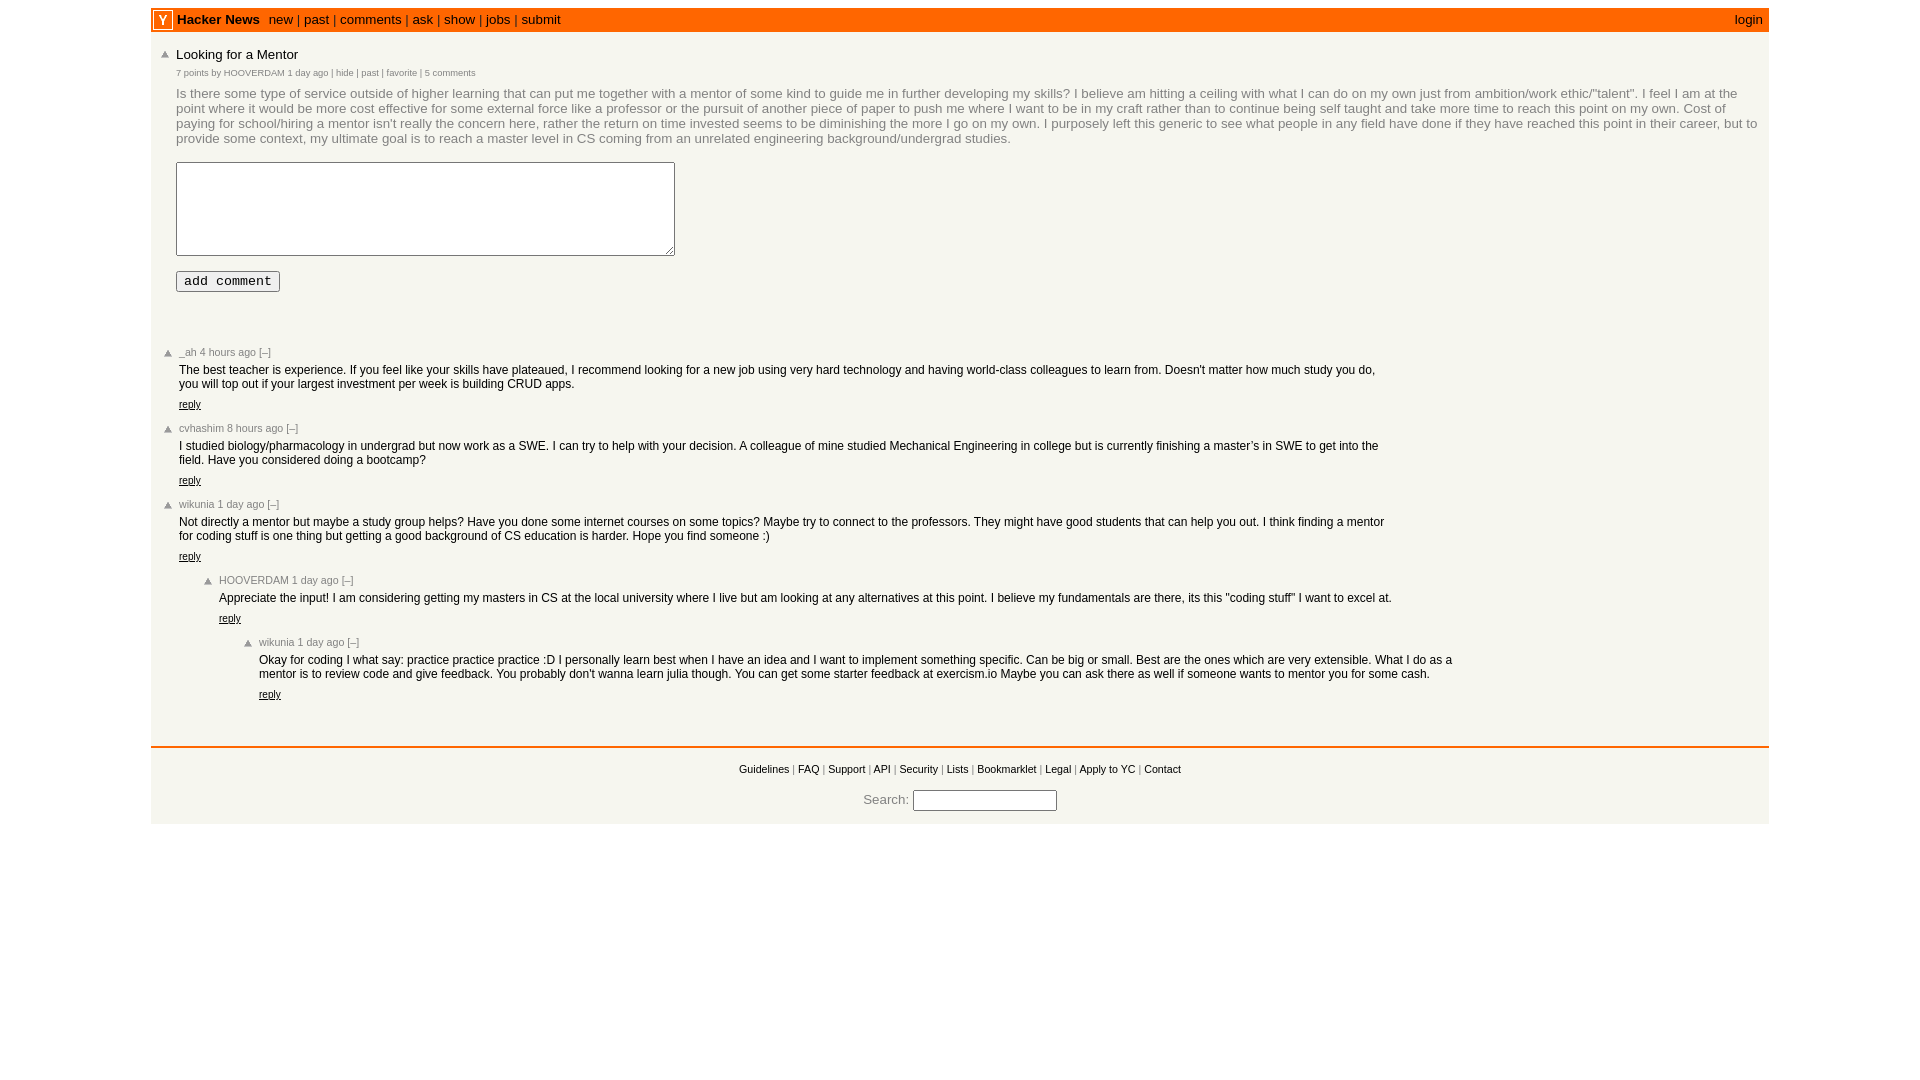 Y Hacker News new | past | comments | ask | show | jobs | submit login
Looking for a Mentor
7 points by HOOVERDAM 1 day ago | hide | past | favorite | 5 comments
Is there some type of service outside of higher learning that can put me together with a mentor of some kind to guide me in further developing my skills? I believe am hitting a ceiling with what I can do on my own just from ambition/work ethic/"talent". I feel I am at the
point where it would be more cost effective for some external force like a professor or the pursuit of another piece of paper to push me where I want to be in my craft rather than to continue being self taught and take more time to reach this point on my own. Cost of
paying for school/hiring a mentor isn't really the concern here, rather the return on time invested seems to be diminishing the more I go on my own. I purposely left this generic to see what people in any field have done if they have reached this point in their career, but to
provide some context, my ultimate goal is to reach a master level in CS coming from an unrelated engineering background/undergrad studies.
add comment
_ah 4 hours ago [–]
The best teacher is experience. If you feel like your skills have plateaued, I recommend looking for a new job using very hard technology and having world-class colleagues to learn from. Doesn't matter how much study you do,
you will top out if your largest investment per week is building CRUD apps.
reply
cvhashim 8 hours ago [–]
I studied biology/pharmacology in undergrad but now work as a SWE. I can try to help with your decision. A colleague of mine studied Mechanical Engineering in college but is currently finishing a master’s in SWE to get into the
field. Have you considered doing a bootcamp?
reply
wikunia 1 day ago [–]
Not directly a mentor but maybe a study group helps? Have you done some internet courses on some topics? Maybe try to connect to the professors. They might have good students that can help you out. I think finding a mentor
for coding stuff is one thing but getting a good background of CS education is harder. Hope you find someone :)
reply
HOOVERDAM 1 day ago [–]
Appreciate the input! I am considering getting my masters in CS at the local university where I live but am looking at any alternatives at this point. I believe my fundamentals are there, its this "coding stuff" I want to excel at.
reply
wikunia 1 day ago [–]
Okay for coding I what say: practice practice practice :D I personally learn best when I have an idea and I want to implement something specific. Can be big or small. Best are the ones which are very extensible. What I do as a
mentor is to review code and give feedback. You probably don't wanna learn julia though. You can get some starter feedback at exercism.io Maybe you can ask there as well if someone wants to mentor you for some cash.
reply
Guidelines | FAQ | Support | API | Security | Lists | Bookmarklet | Legal | Apply to YC | Contact
Search: